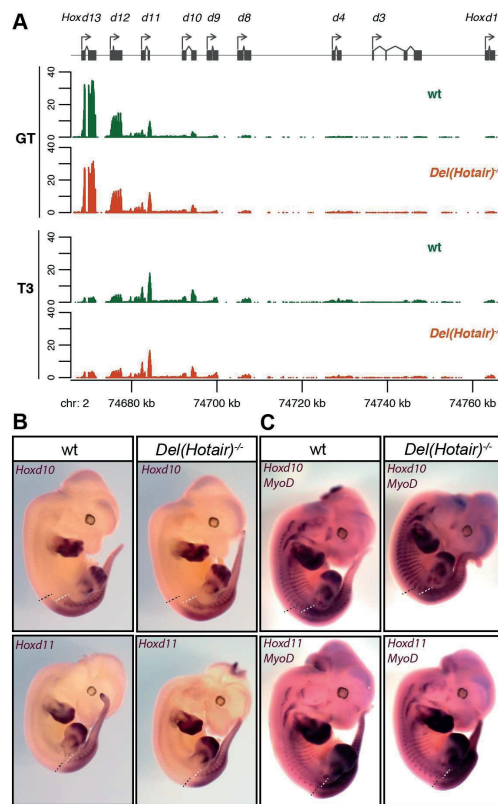 A
Hoxd13 d12 d11 d10 d9 d8 d4 d3 Hoxd1
40
20
0
wt
GT
40
20
0
Del(Hotair)-/-
40
20
0
wt
T3
40
20
0
Del(Hotair)-/-
chr: 2 74680 kb 74700 kb 74720 kb 74740 kb 74760 kb
B C
wt Del(Hotair)-/- wt Del(Hotair)-/-
Hoxd10 Hoxd10 Hoxd10 Hoxd10
MyoD MyoD
Hoxd11 Hoxd11 Hoxd11 Hoxd11
MyoD MyoD